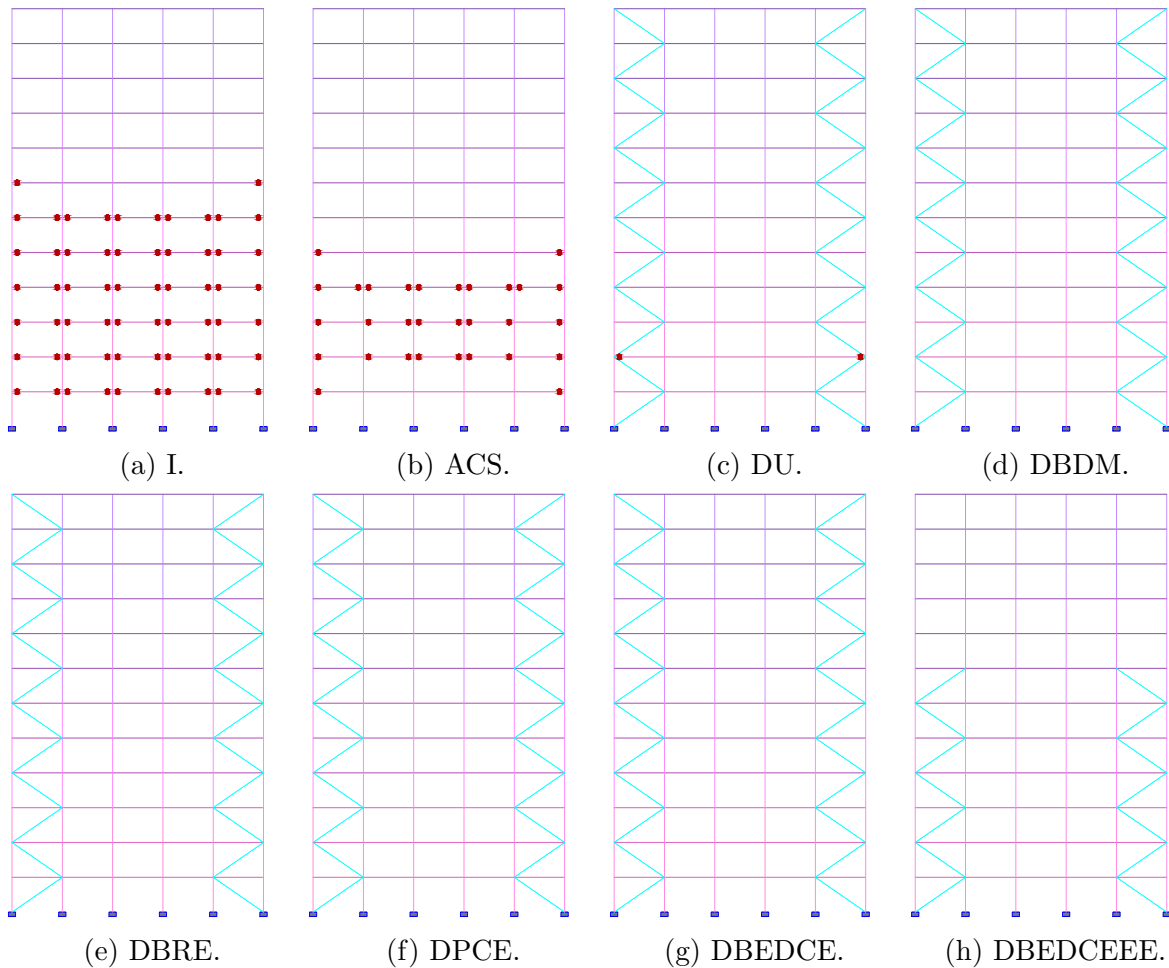 (a) I.
(b) ACS.
(c) DU.
(d) DBDM.
(e) DBRE.
(f) DPCE.
(g) DBEDCE.
(h) DBEDCEEE.